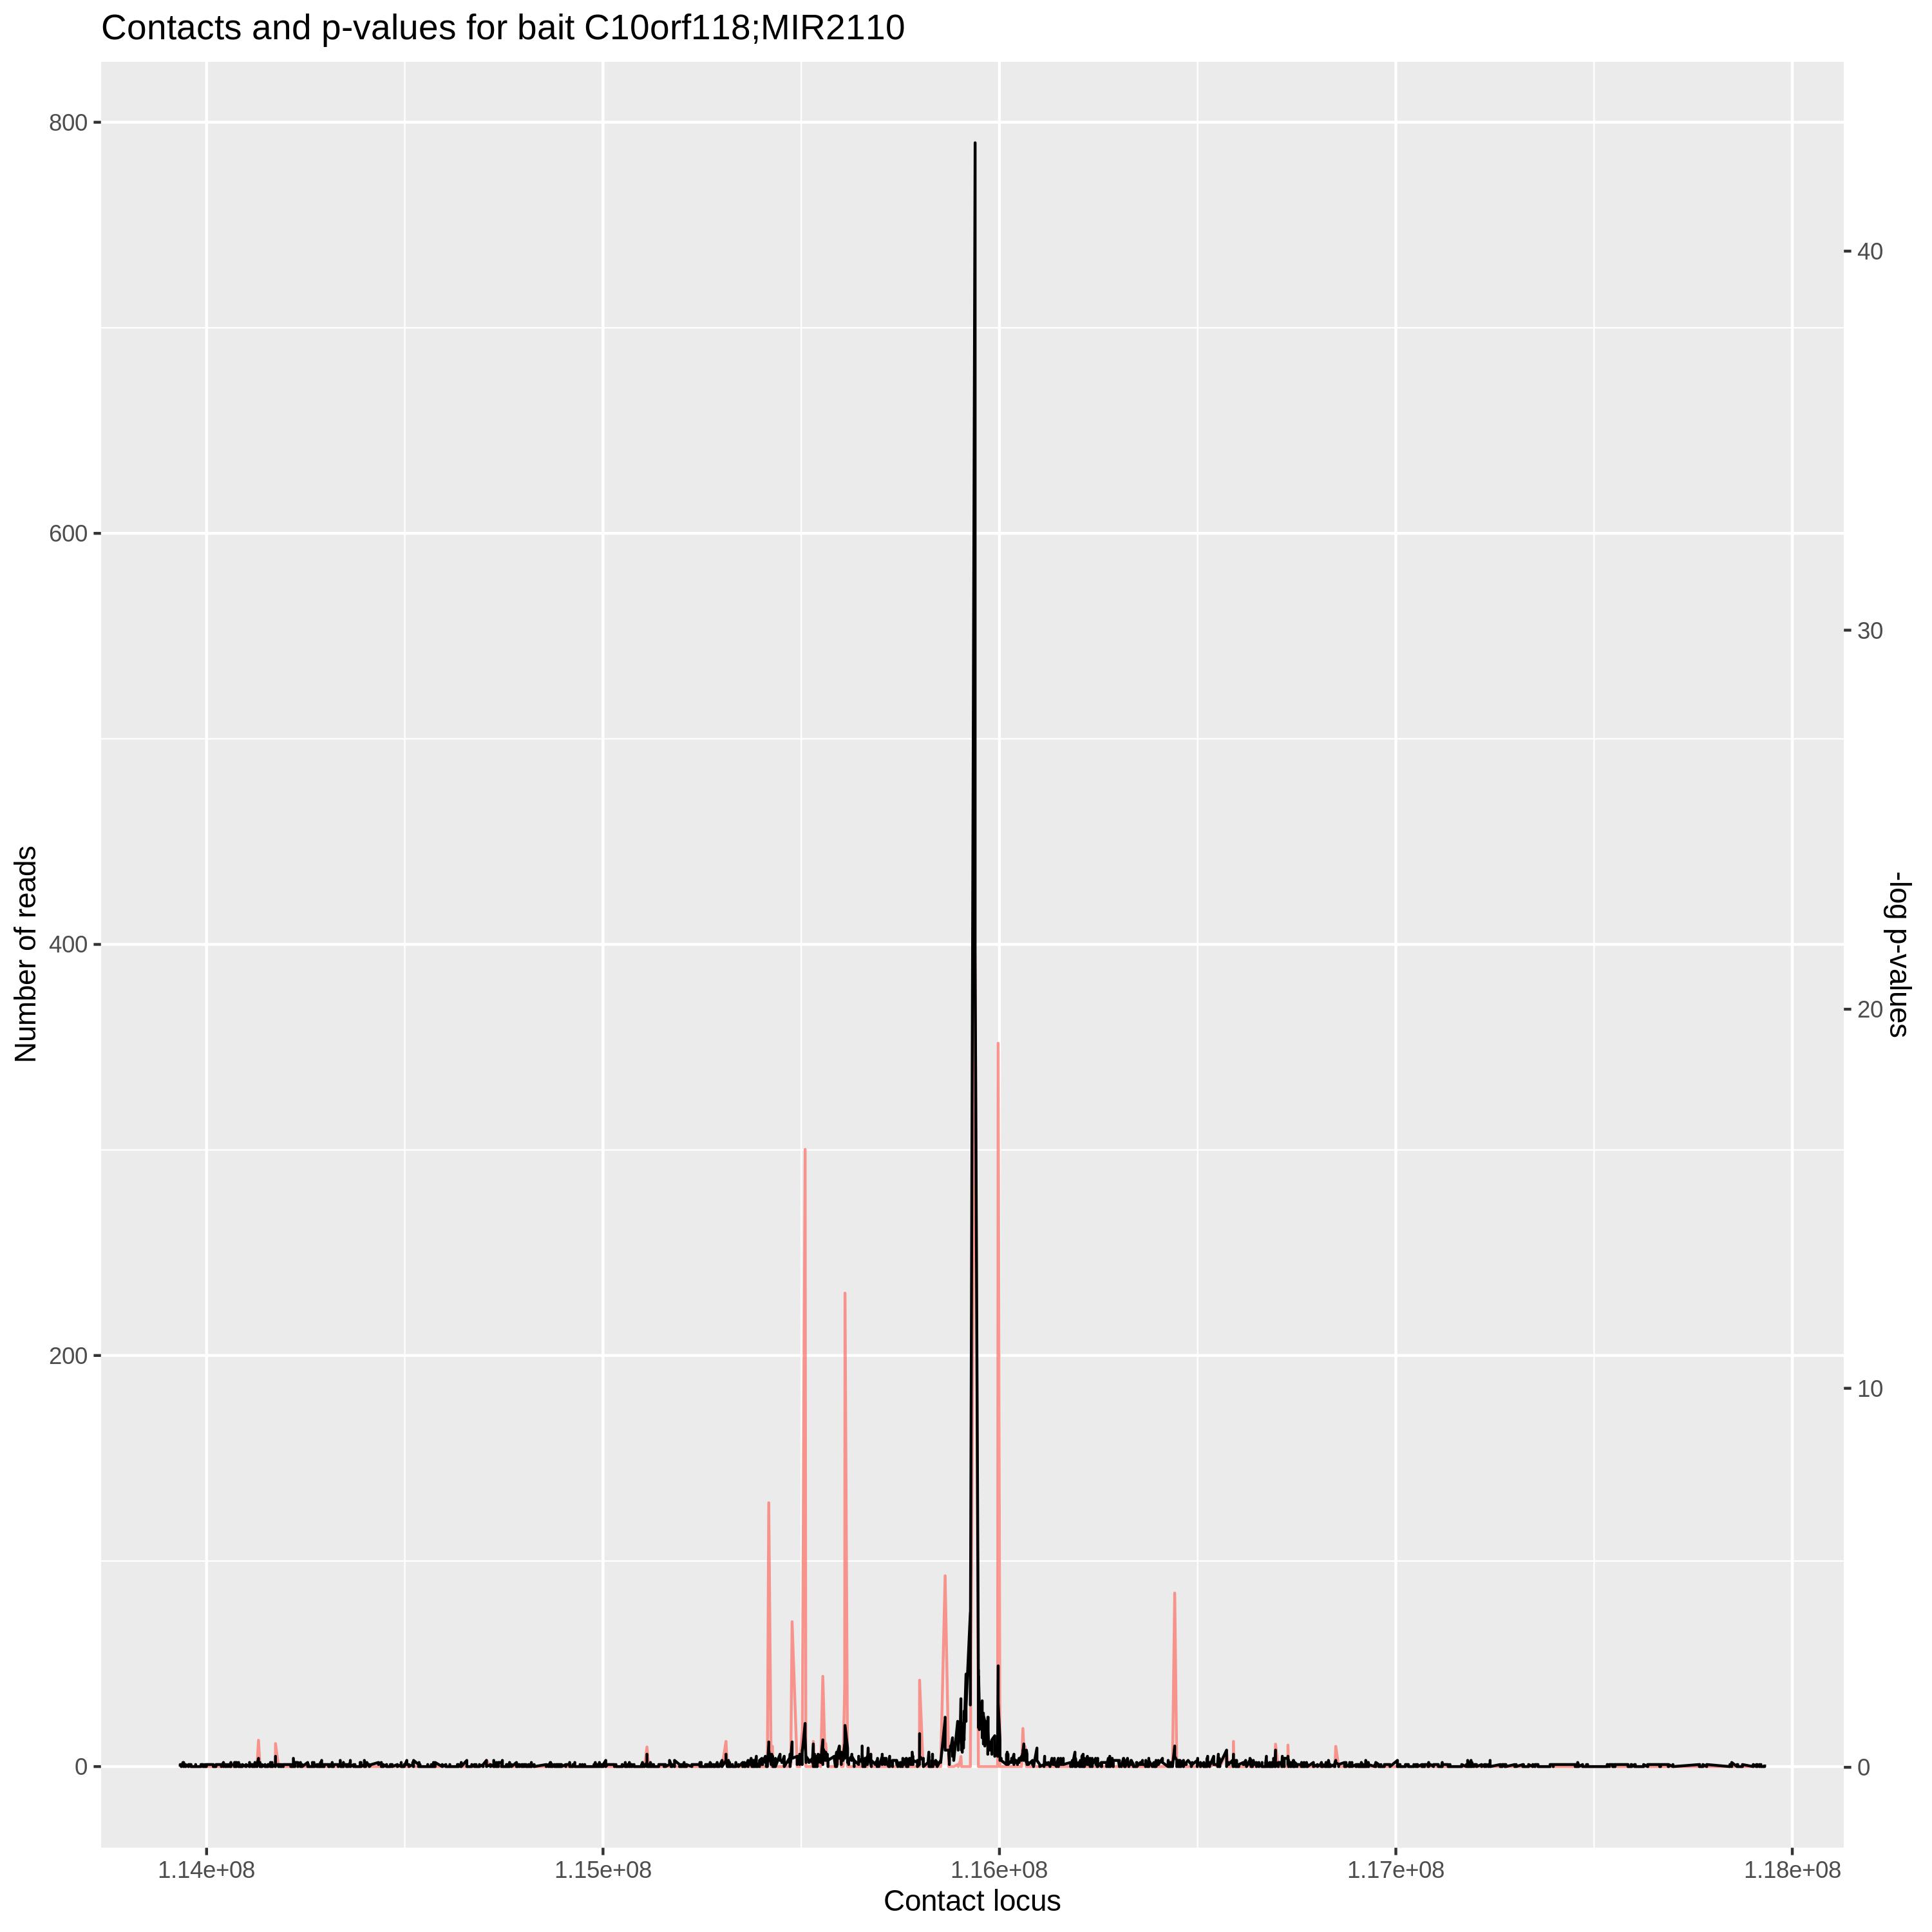 Contacts and p-values for bait C10orf118;MIR2110
800
600
400
200
0
Number of reads
40
30
20
10
0
-log p-values
1.14e+08
1.15e+08
1.16e+08
1.17e+08
1.18e+08
Contact locus